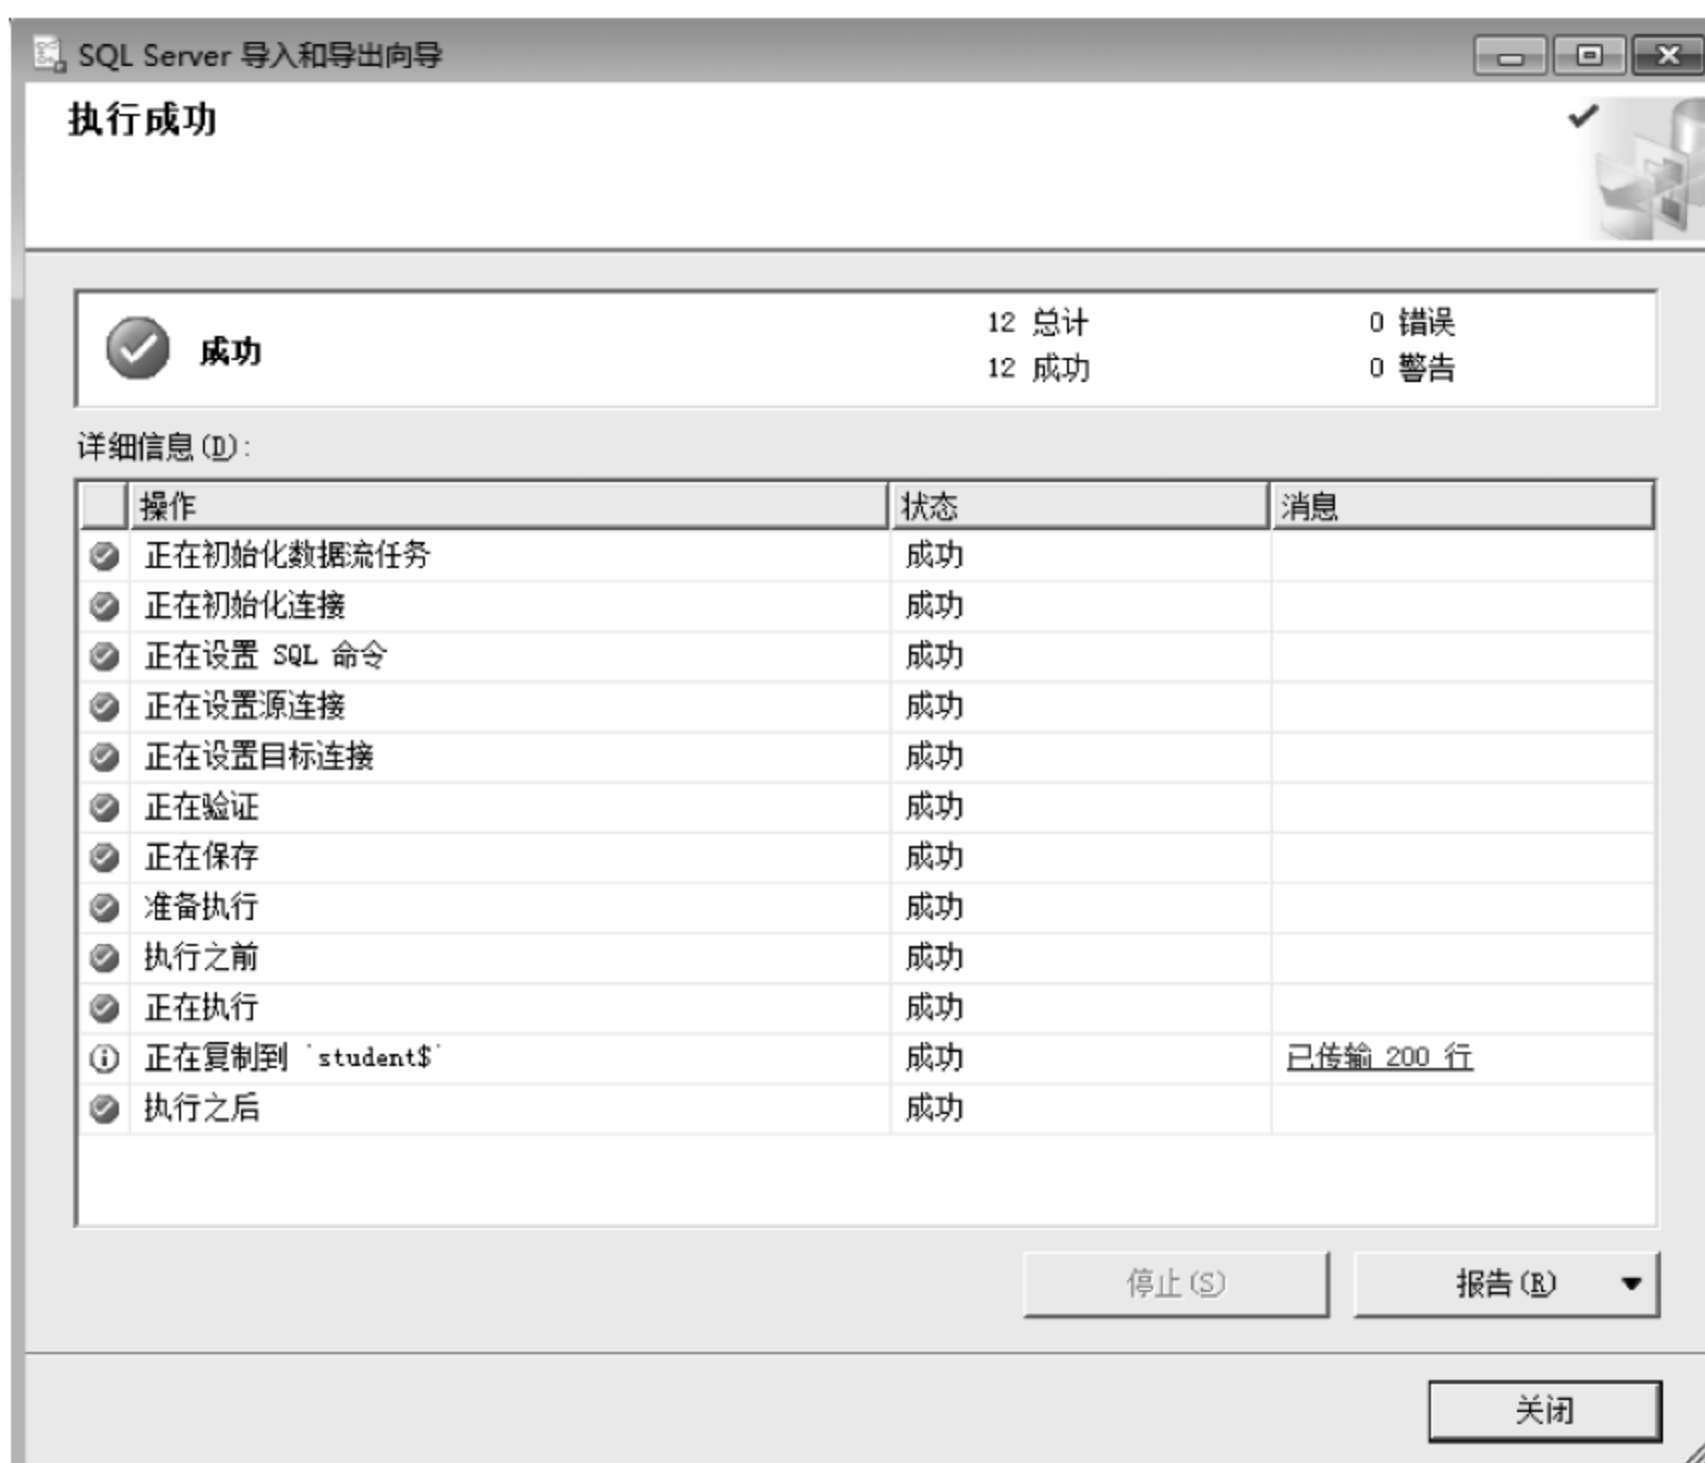 SQL Server 导入和导出向导
执行成功
成功
12 总计
0 错误
12 成功
0 警告
详细信息(D):
操作 状态 消息
正在初始化数据流任务 成功
正在初始化连接 成功
正在设置 SQL 命令 成功
正在设置源连接 成功
正在设置目标连接 成功
正在验证 成功
正在保存 成功
准备执行 成功
执行之前 成功
正在执行 成功
正在复制到 `student$` 成功 已传输 200 行
执行之后 成功
停止(S)
报告(R)
关闭